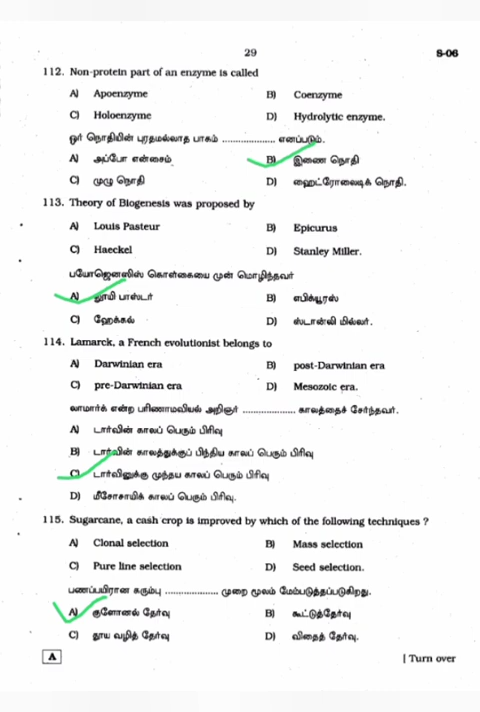 29 S-06
112. Non-protein part of an enzyme is called
A) Apoenzyme B) Coenzyme
C) Holoenzyme D) Hydrolytic enzyme.
ஓர் நொதியின் புரதமல்லாத பாகம் .................... எனப்படும்.
A) அப்போ என்சைம் B) இணை நொதி
C) முழு நொதி D) ஹைட்ரோலைடிக் நொதி.
113. Theory of Biogenesis was proposed by
A) Louis Pasteur B) Epicurus
C) Haeckel D) Stanley Miller.
பயோஜெனஸிஸ் கொள்கையை முன் மொழிந்தவர்
A) லூயி பாஸ்டர் B) எபிக்யூரஸ்
C) ஹேக்கல் D) ஸ்டான்லி மில்லர்.
114. Lamarck, a French evolutionist belongs to
A) Darwinian era B) post-Darwinian era
C) pre-Darwinian era D) Mesozoic era.
லாமார்க் என்ற பரிணாமவியல் அறிஞர் .................... காலத்தைச் சேர்ந்தவர்.
A) டார்வின் காலப் பெரும் பிரிவு
B) டார்வின் காலத்துக்குப் பிந்திய காலப் பெரும் பிரிவு
C) டார்வினுக்கு முந்தய காலப் பெரும் பிரிவு
D) மீசோசாயிக் காலப் பெரும் பிரிவு.
115. Sugarcane, a cash crop is improved by which of the following techniques ?
A) Clonal selection B) Mass selection
C) Pure line selection D) Seed selection.
பணப்பயிரான கரும்பு .................... முறை மூலம் மேம்படுத்தப்படுகிறது.
A) குளோனல் தேர்வு B) கூட்டுத்தேர்வு
C) தூய வழித் தேர்வு D) விதைத் தேர்வு.
A [ Turn over